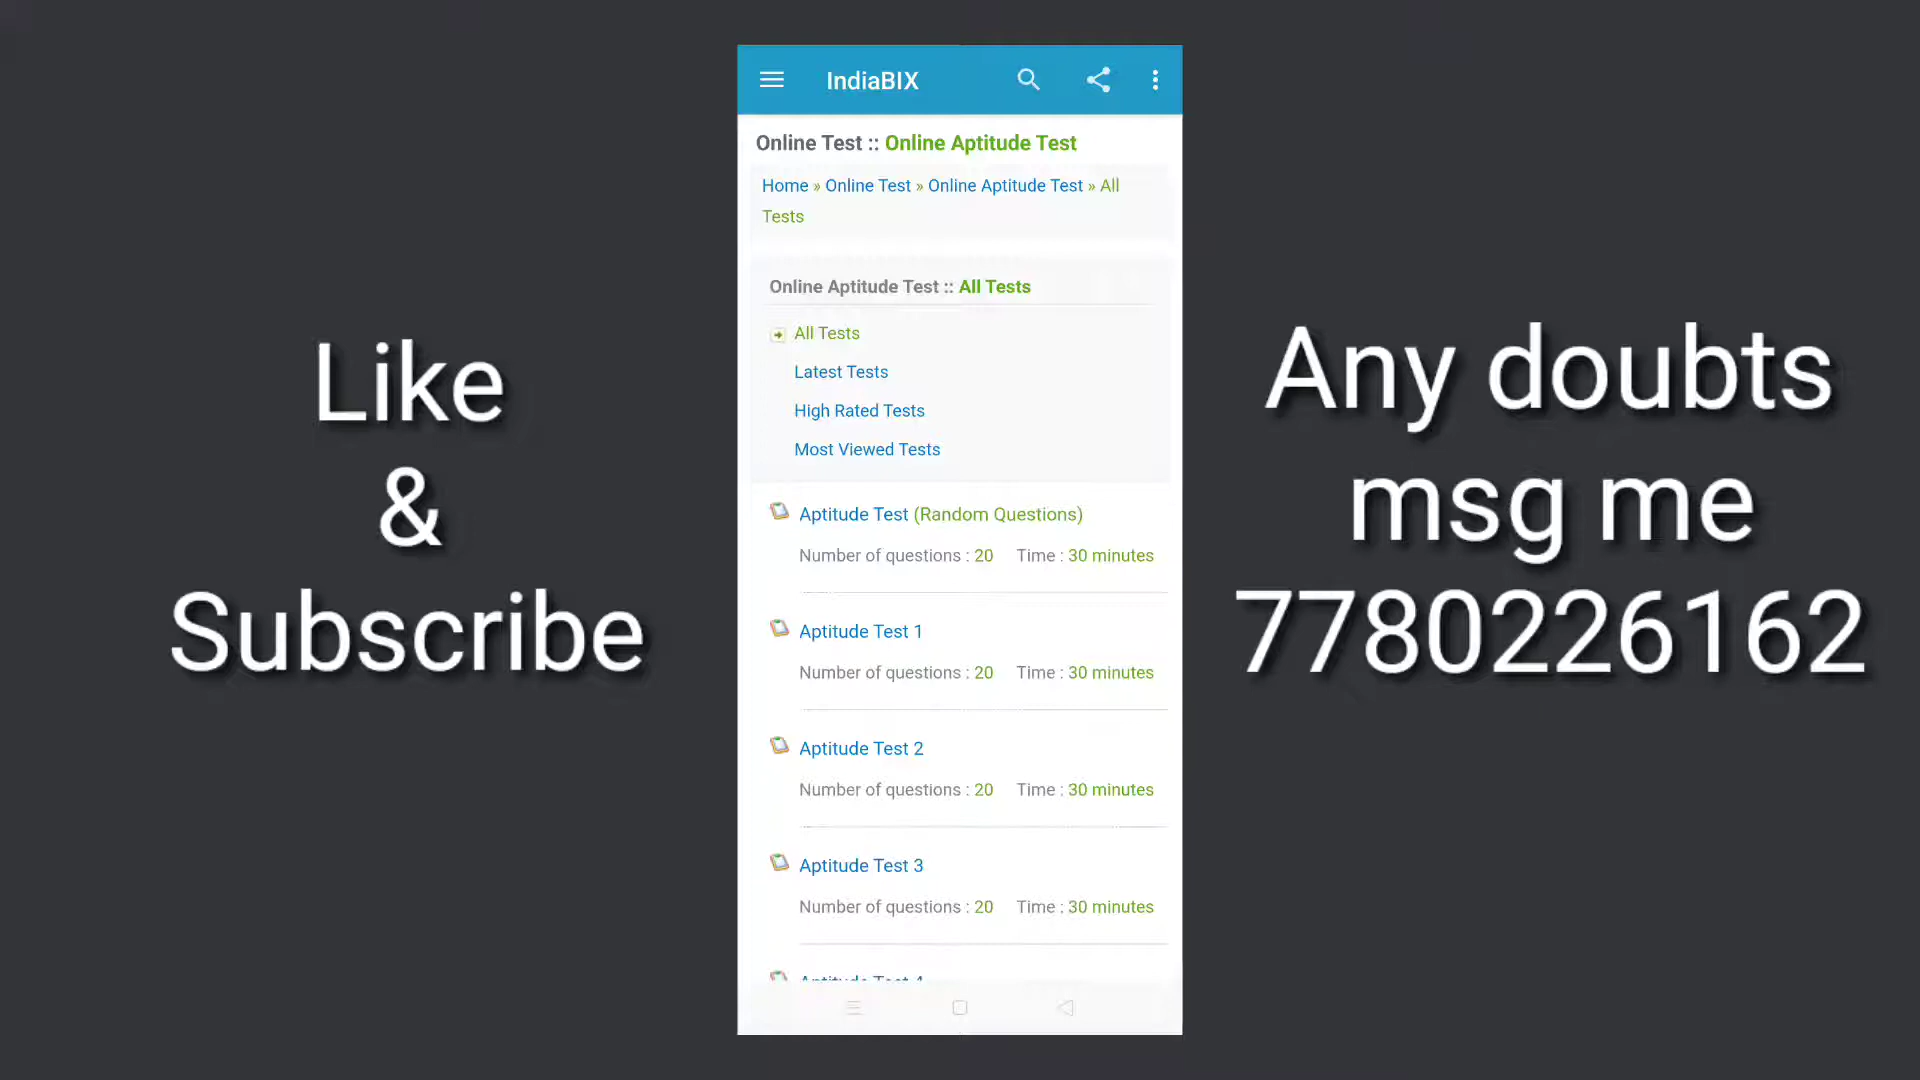 Like
&
Subscribe
IndiaBIX
Online Test :: Online Aptitude Test
Home » Online Test » Online Aptitude Test » All
Tests
Online Aptitude Test :: All Tests
All Tests
Latest Tests
High Rated Tests
Most Viewed Tests
Aptitude Test (Random Questions)
Number of questions : 20 Time : 30 minutes
Aptitude Test 1
Number of questions : 20 Time : 30 minutes
Aptitude Test 2
Number of questions : 20 Time : 30 minutes
Aptitude Test 3
Number of questions : 20 Time : 30 minutes
Aptitude Test 4
Any doubts
msg me
7780226162